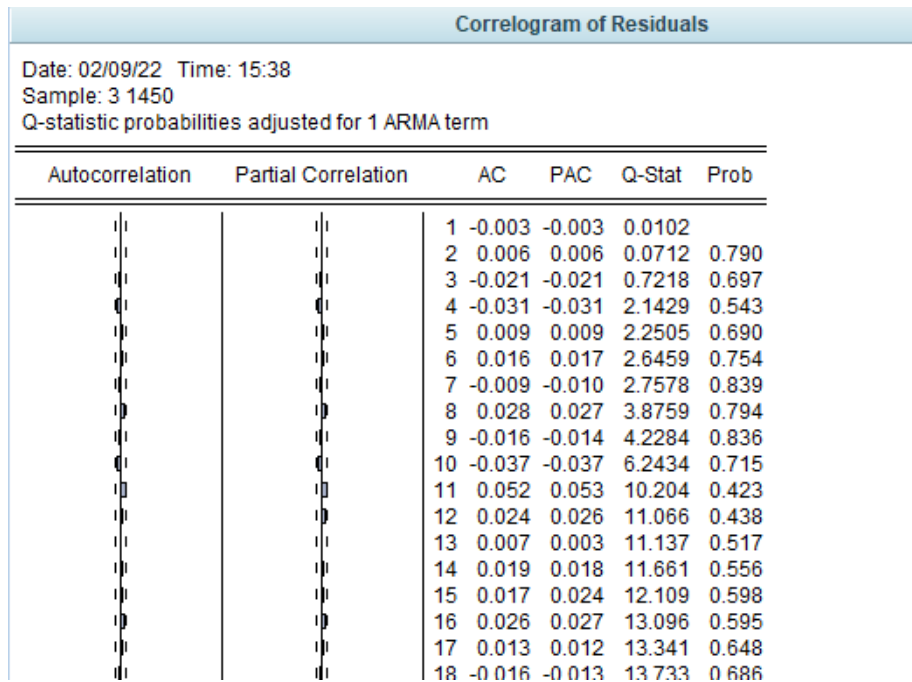 Correlogram of Residuals
Date: 02/09/22 Time: 15:38
Sample: 3 1450
Q-statistic probabilities adjusted for 1 ARMA term
Autocorrelation Partial Correlation AC PAC Q-Stat Prob
1 -0.003 -0.003 0.0102
2 0.006 0.006 0.0712 0.790
3 -0.021 -0.021 0.7218 0.697
4 -0.031 -0.031 2.1429 0.543
5 0.009 0.009 2.2505 0.690
6 0.016 0.017 2.6459 0.754
7 -0.009 -0.010 2.7578 0.839
8 0.028 0.027 3.8759 0.794
9 -0.016 -0.014 4.2284 0.836
10 -0.037 -0.037 6.2434 0.715
11 0.052 0.053 10.204 0.423
12 0.024 0.026 11.066 0.438
13 0.007 0.003 11.137 0.517
14 0.019 0.018 11.661 0.556
15 0.017 0.024 12.109 0.598
16 0.026 0.027 13.096 0.595
17 0.013 0.012 13.341 0.648
18 -0.016 -0.013 13.733 0.686